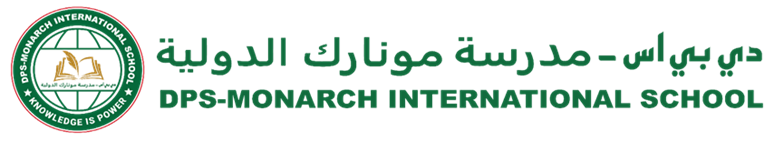 DPS-MONARCH INTERNATIONAL SCHOOL
دي بي اس - مدرسة مونارك الدولية
★ KNOWLEDGE IS POWER ★
دي بي اس - مدرسة مونارك الدولية
DPS-MONARCH INTERNATIONAL SCHOOL